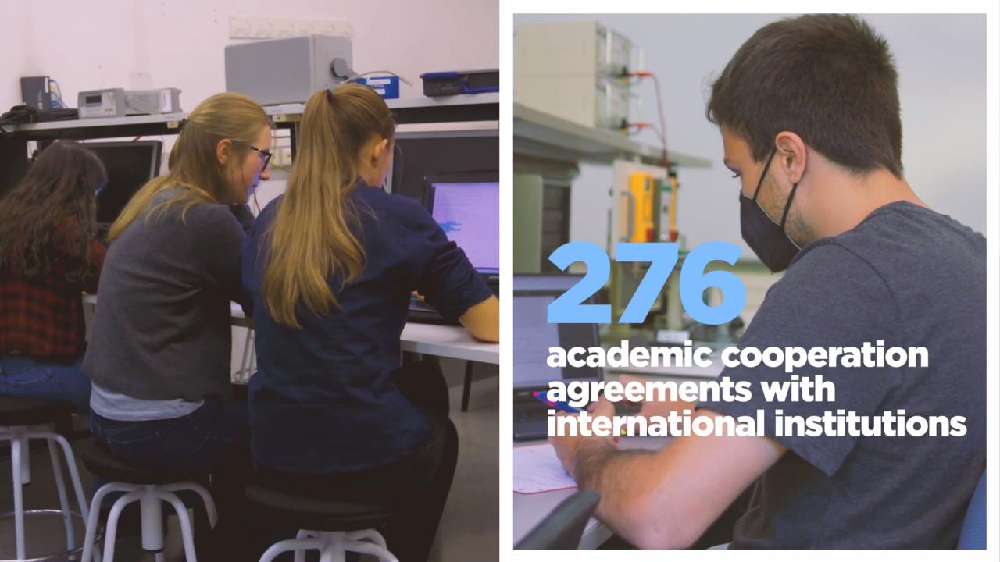 276
academic cooperation
agreements with
international institutions